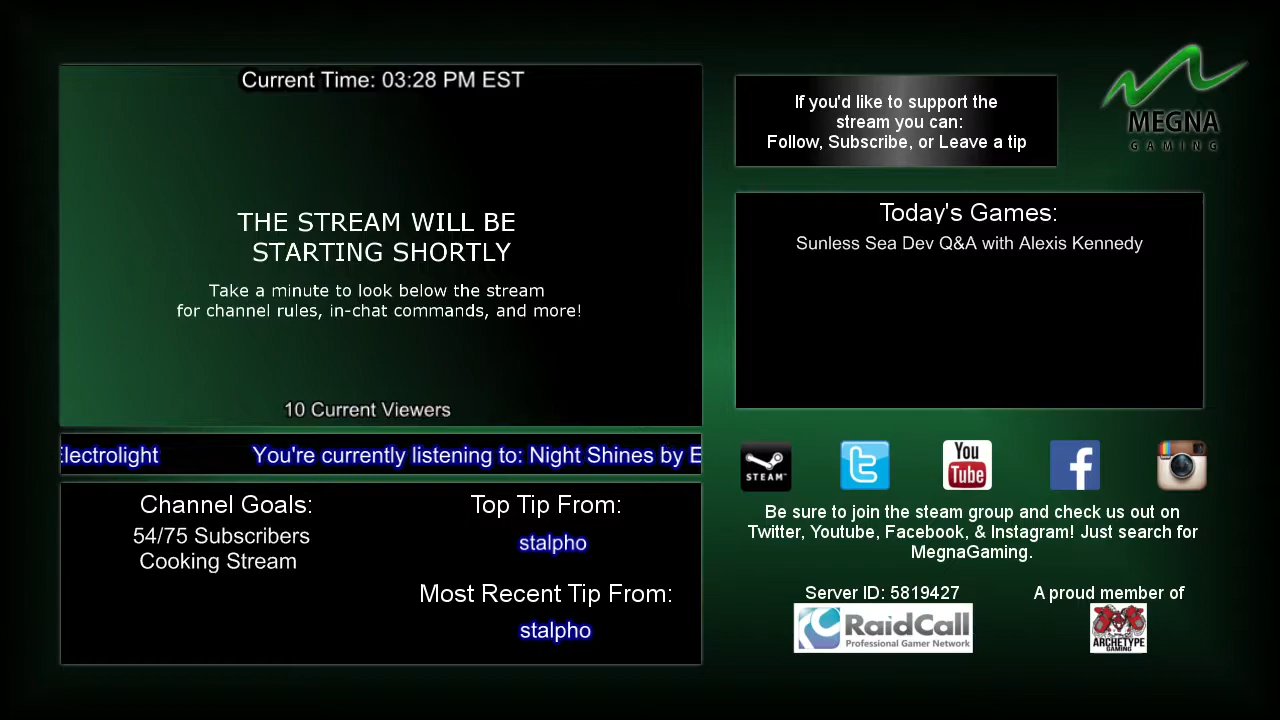 Current Time: 03:28 PM EST
THE STREAM WILL BE
STARTING SHORTLY
Take a minute to look below the stream
for channel rules, in-chat commands, and more!
10 Current Viewers
Electrolight You're currently listening to: Night Shines by E
Channel Goals:
54/75 Subscribers
Cooking Stream
Top Tip From:
stalpho
Most Recent Tip From:
stalpho
If you'd like to support the
stream you can:
Follow, Subscribe, or Leave a tip
MEGNA
GAMING
Today's Games:
Sunless Sea Dev Q&A with Alexis Kennedy
STEAM™
You
Tube
Be sure to join the steam group and check us out on
Twitter, Youtube, Facebook, & Instagram! Just search for
MegnaGaming.
Server ID: 5819427
RaidCall
Professional Gamer Network
A proud member of
ARCHETYPE
GAMING